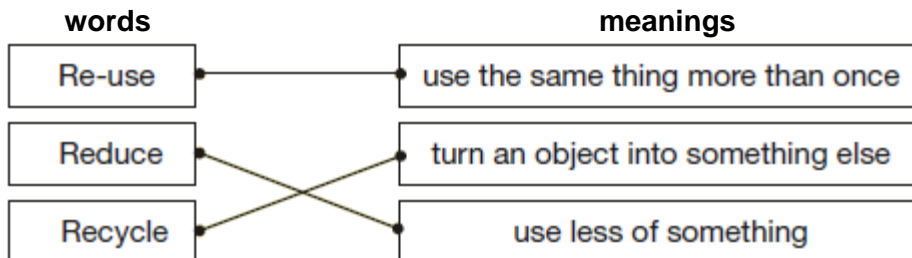 words meanings
Re-use use the same thing more than once
Reduce turn an object into something else
Recycle use less of something